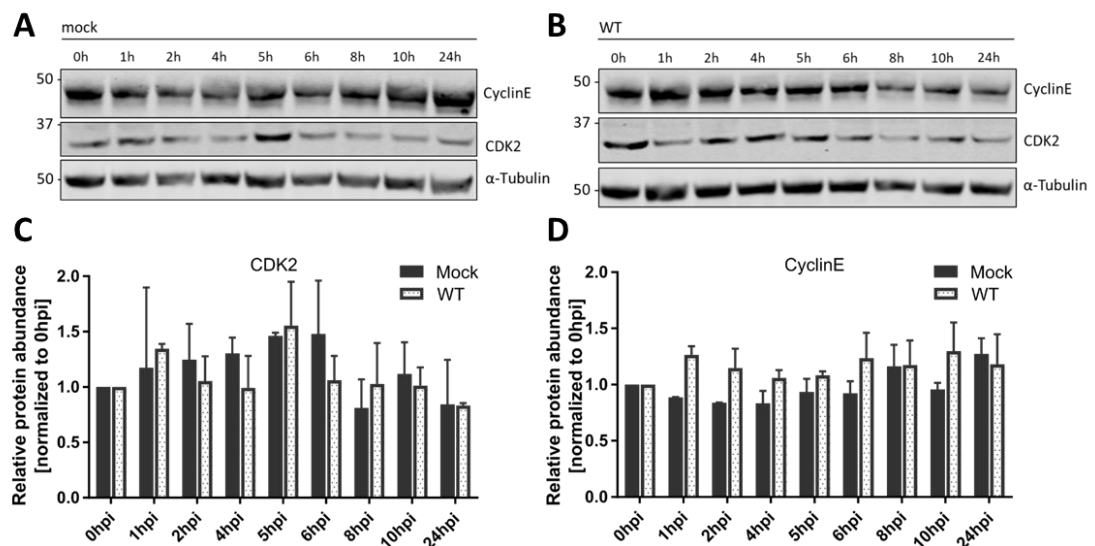 A
mock
0h 1h 2h 4h 5h 6h 8h 10h 24h
50
CyclinE
37
CDK2
50
α-Tubulin
B
WT
0h 1h 2h 4h 5h 6h 8h 10h 24h
50
CyclinE
37
CDK2
50
α-Tubulin
C
CDK2
Mock
WT
Relative protein abundance
[normalized to 0hpi]
2.0
1.5
1.0
0.5
0.0
0hpi 1hpi 2hpi 4hpi 5hpi 6hpi 8hpi 10hpi 24hpi
D
CyclinE
Mock
WT
Relative protein abundance
[normalized to 0hpi]
2.0
1.5
1.0
0.5
0.0
0hpi 1hpi 2hpi 4hpi 5hpi 6hpi 8hpi 10hpi 24hpi